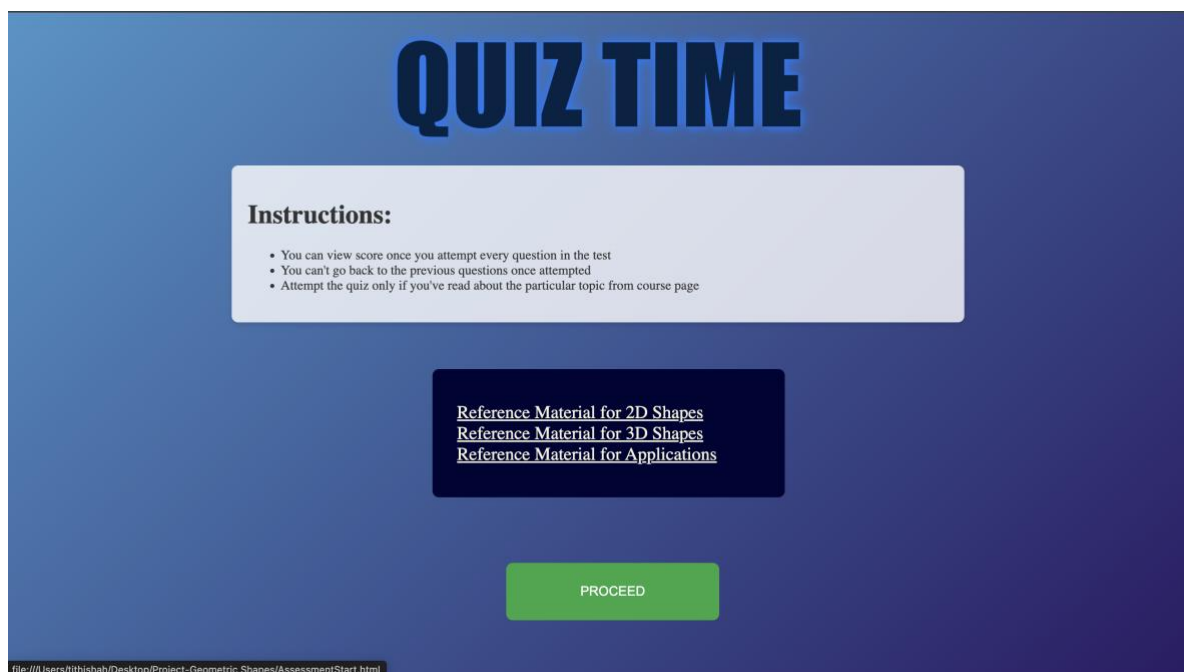 QUIZ TIME
Instructions:
• You can view score once you attempt every question in the test
• You can't go back to the previous questions once attempted
• Attempt the quiz only if you've read about the particular topic from course page
Reference Material for 2D Shapes
Reference Material for 3D Shapes
Reference Material for Applications
PROCEED
file:///Users/tithishah/Desktop/Project-Geometric Shapes/AssessmentStart.html